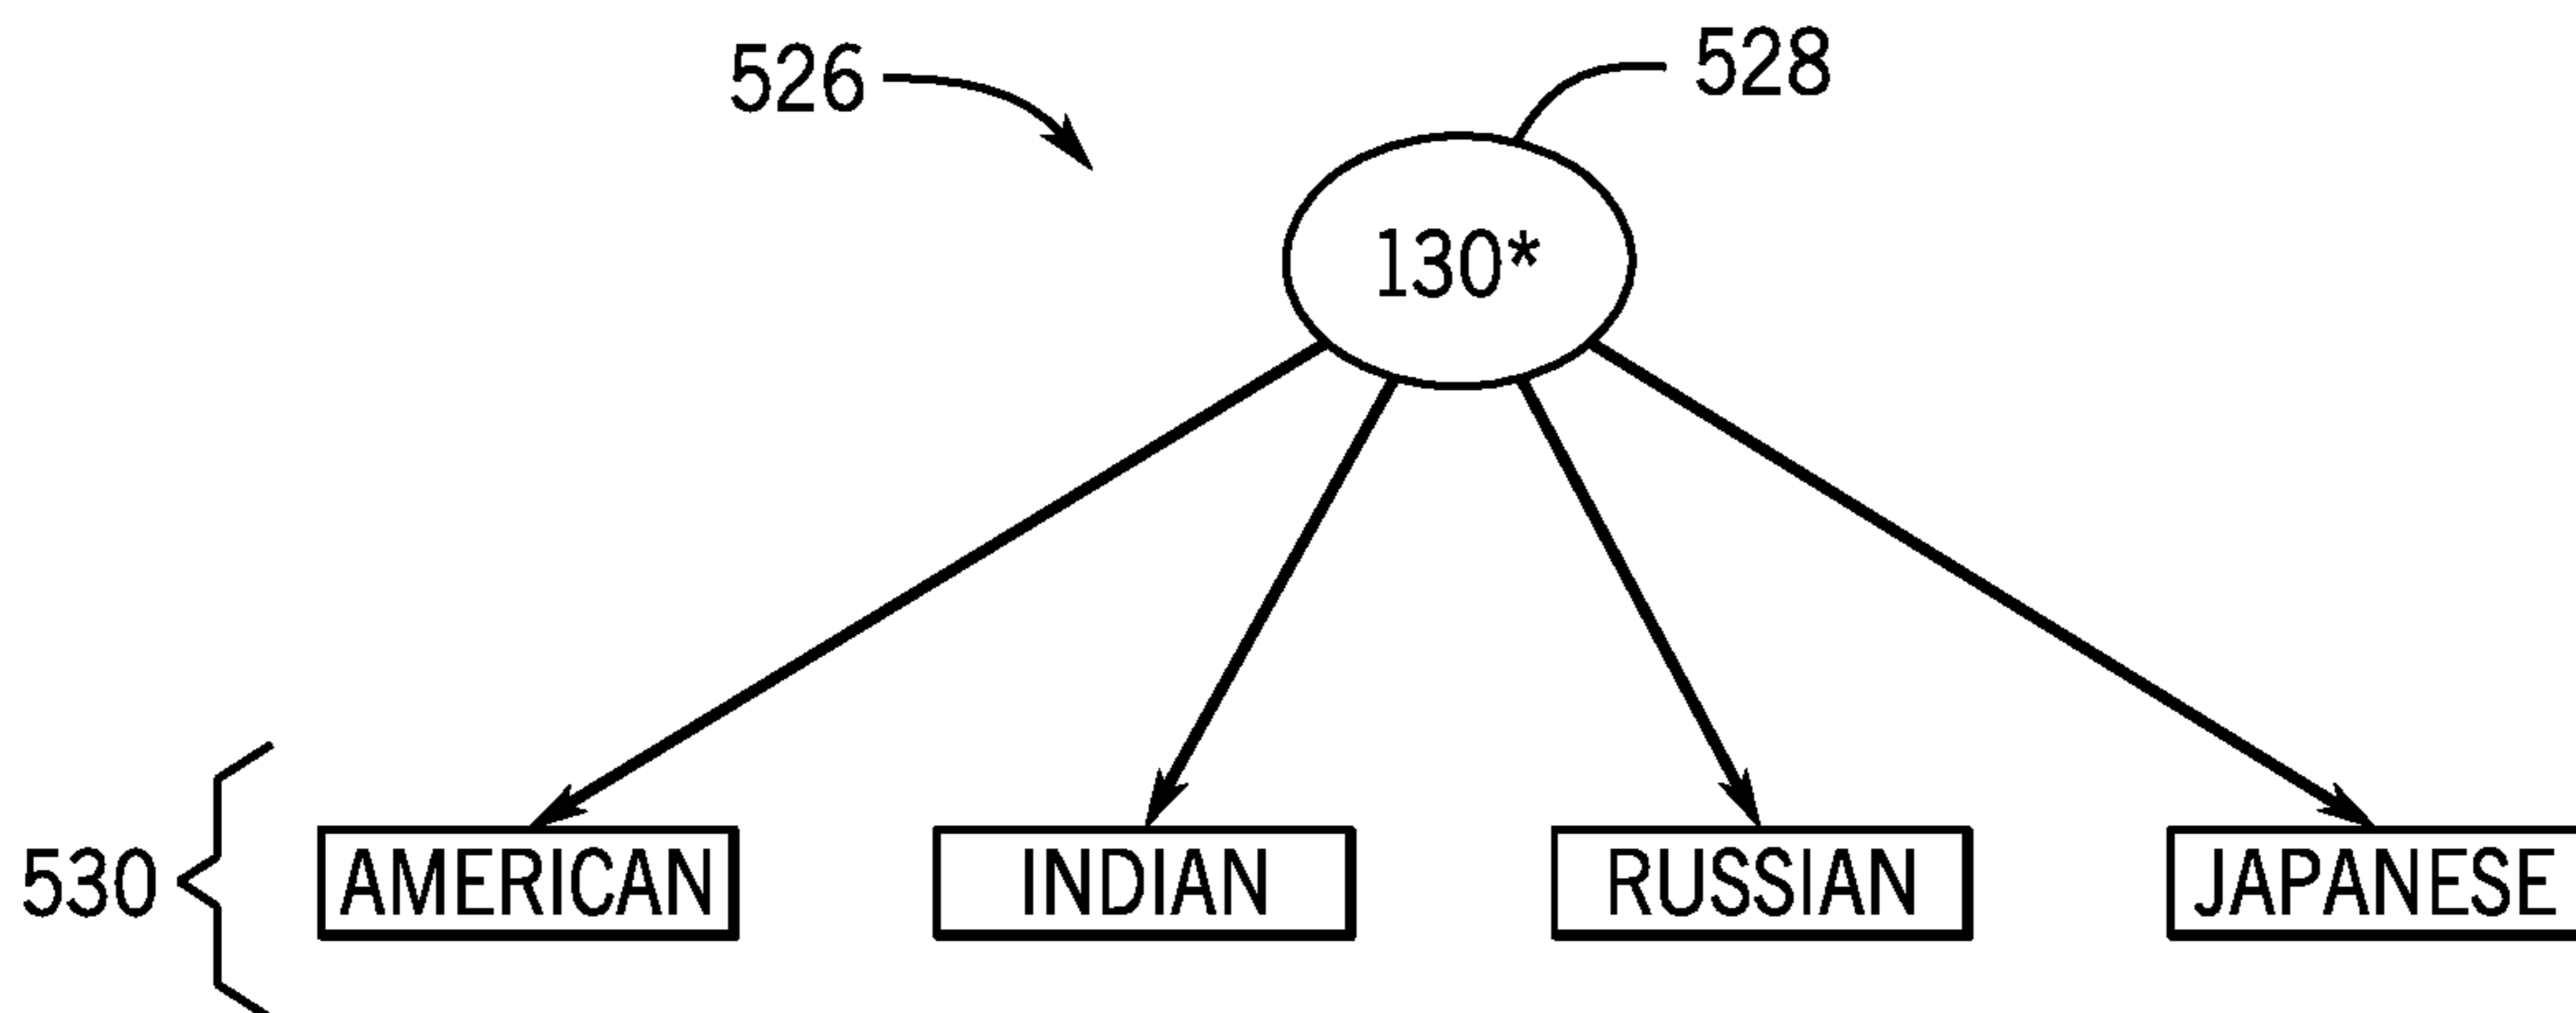 526
528
130*
530
AMERICAN
INDIAN
RUSSIAN
JAPANESE